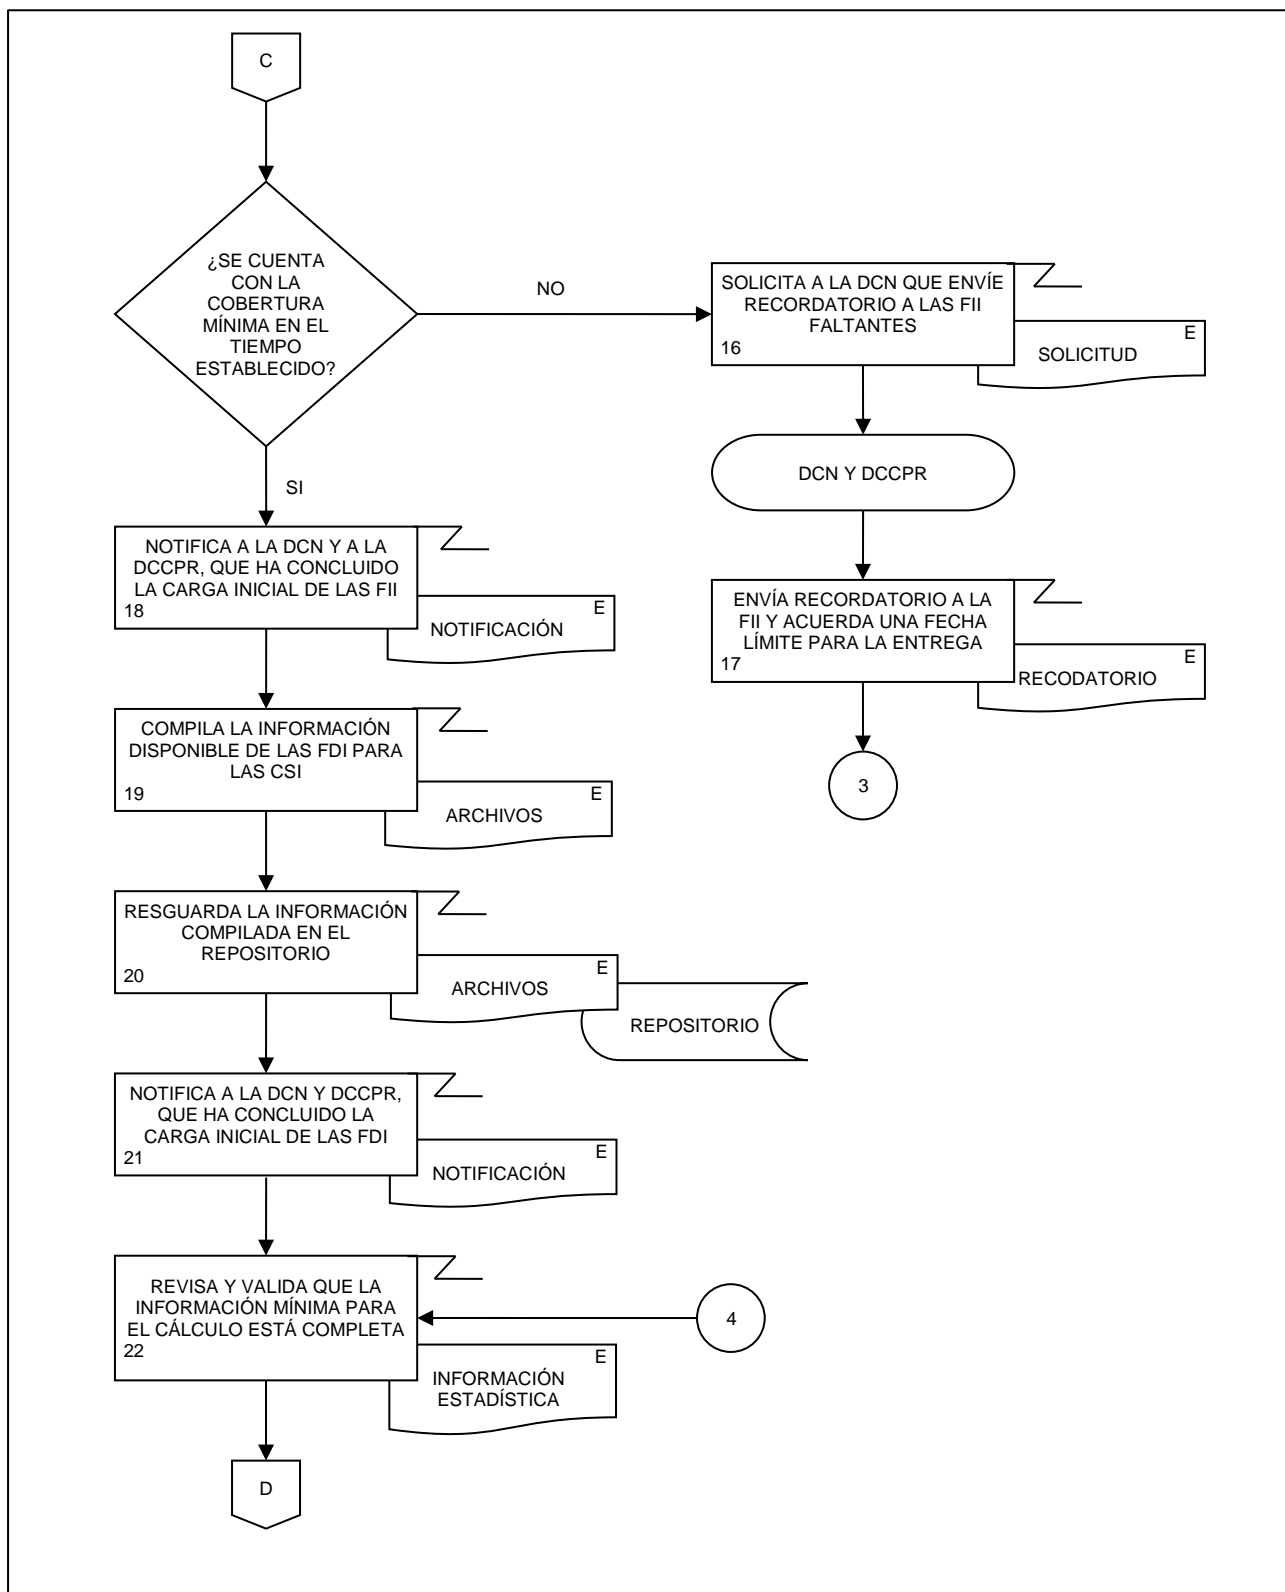 C
¿SE CUENTA
CON LA
COBERTURA
MÍNIMA EN EL
TIEMPO
ESTABLECIDO?
NO
SOLICITA A LA DCN QUE ENVÍE
RECORDATORIO A LAS FII
FALTANTES
16
E
SOLICITUD
DCN Y DCCPR
ENVÍA RECORDATORIO A LA
FII Y ACUERDA UNA FECHA
LÍMITE PARA LA ENTREGA
17
E
RECODATORIO
3
SI
NOTIFICA A LA DCN Y A LA
DCCPR, QUE HA CONCLUIDO
LA CARGA INICIAL DE LAS FII
18
E
NOTIFICACIÓN
COMPILA LA INFORMACIÓN
DISPONIBLE DE LAS FDI PARA
LAS CSI
19
E
ARCHIVOS
RESGUARDA LA INFORMACIÓN
COMPILADA EN EL
REPOSITORIO
20
E
ARCHIVOS
REPOSITORIO
NOTIFICA A LA DCN Y DCCPR,
QUE HA CONCLUIDO LA
CARGA INICIAL DE LAS FDI
21
E
NOTIFICACIÓN
REVISA Y VALIDA QUE LA
INFORMACIÓN MÍNIMA PARA
EL CÁLCULO ESTÁ COMPLETA
22
4
E
INFORMACIÓN
ESTADÍSTICA
D